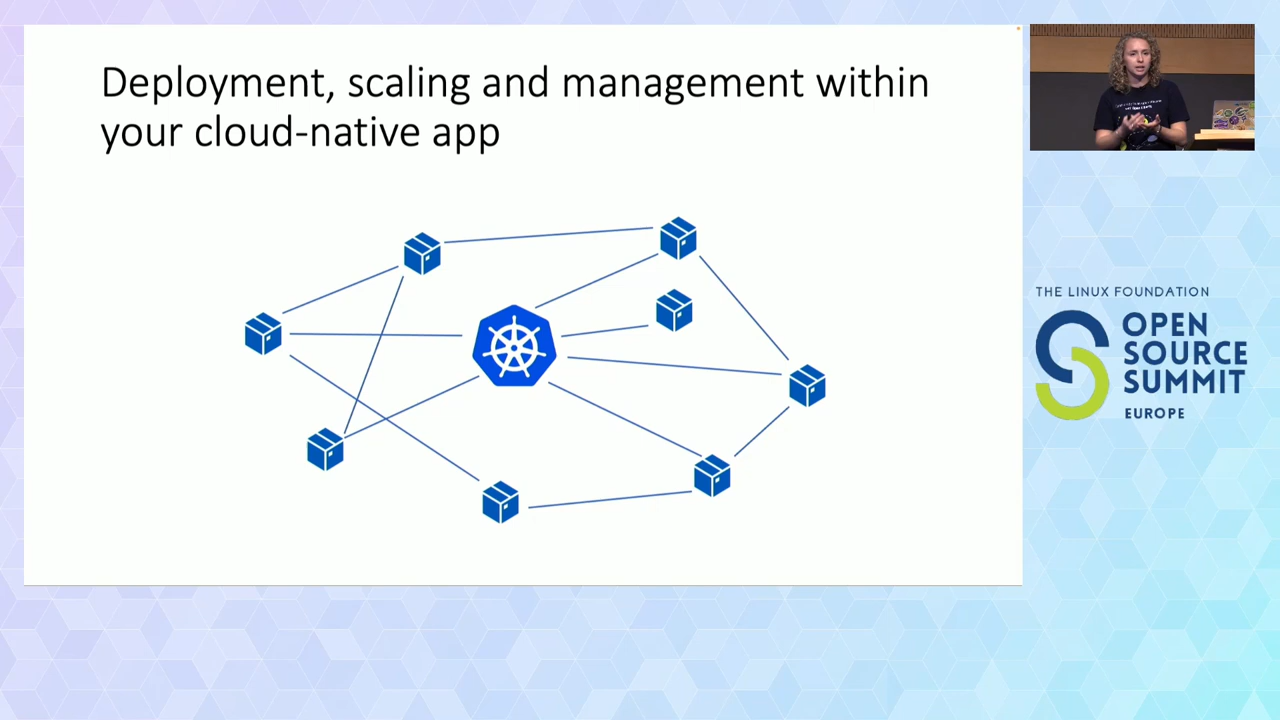 Deployment, scaling and management within
your cloud-native app
THE LINUX FOUNDATION
OPEN
SOURCE
SUMMIT
EUROPE